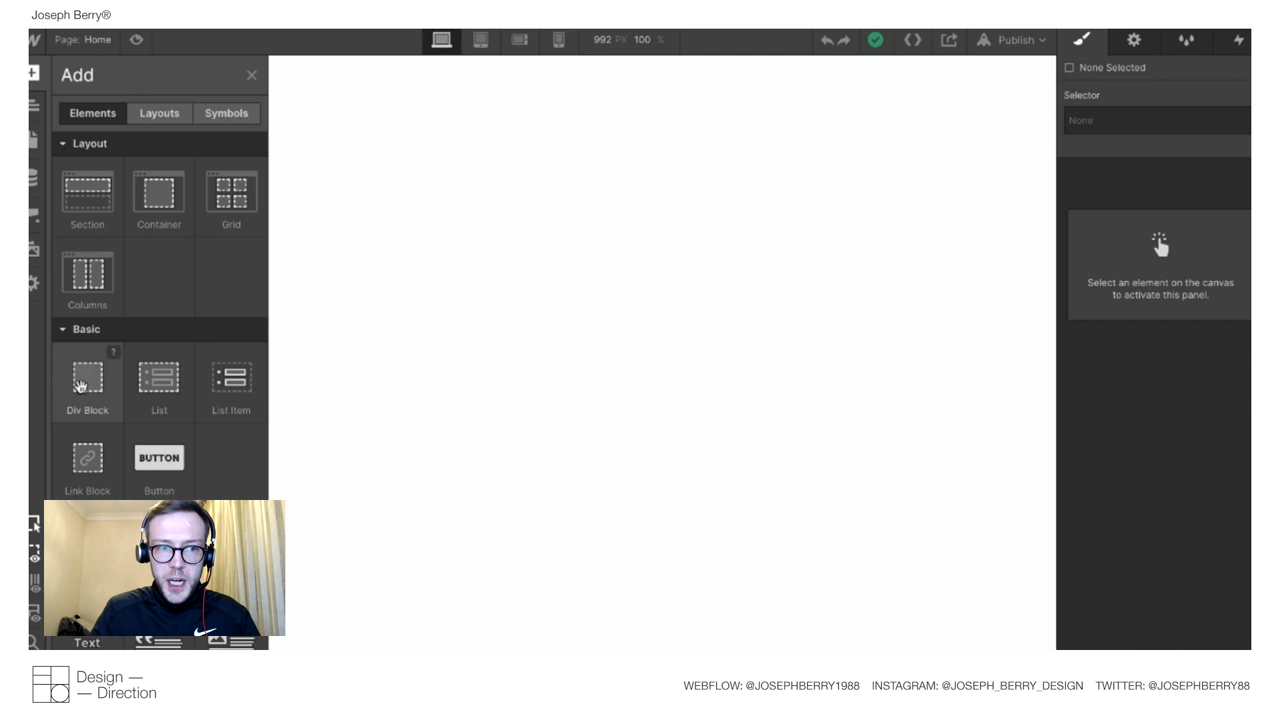 Joseph Berry®
Page: Home
992 PX 100 %
Publish
Add
Elements Layouts Symbols
Layout
Section Container Grid
Columns
Basic
?
Div Block List List Item
BUTTON
Link Block Button
Text
None Selected
Selector
None
Select an element on the canvas
to activate this panel.
Design —
— Direction
WEBFLOW: @JOSEPHBERRY1988 INSTAGRAM: @JOSEPH_BERRY_DESIGN TWITTER: @JOSEPHBERRY88